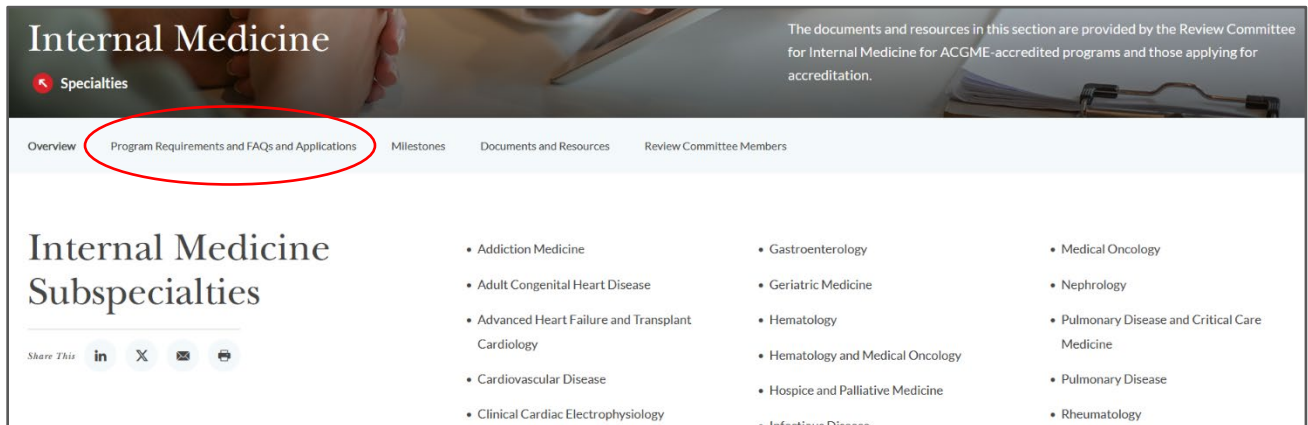 Internal Medicine
Specialties
The documents and resources in this section are provided by the Review Committee
for Internal Medicine for ACGME-accredited programs and those applying for
accreditation.
Overview
Program Requirements and FAQs and Applications
Milestones
Documents and Resources
Review Committee Members
Internal Medicine
Subspecialties
Share This
in
X
• Addiction Medicine
• Adult Congenital Heart Disease
• Advanced Heart Failure and Transplant
Cardiology
• Cardiovascular Disease
• Clinical Cardiac Electrophysiology
• Gastroenterology
• Geriatric Medicine
• Hematology
• Hematology and Medical Oncology
• Hospice and Palliative Medicine
• Infectious Disease
• Medical Oncology
• Nephrology
• Pulmonary Disease and Critical Care
Medicine
• Pulmonary Disease
• Rheumatology